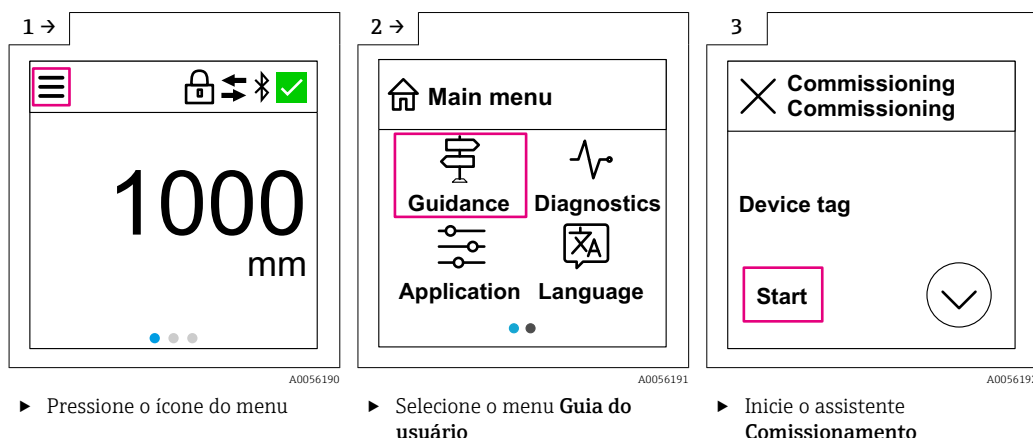 1 →
1000
mm
A0056190
▶ Pressione o ícone do menu
2 →
Main menu
Guidance
Diagnostics
Application
Language
A0056191
▶ Selecione o menu Guia do
usuário
3
Commissioning
Commissioning
Device tag
Start
A0056192
▶ Inicie o assistente
Comissionamento